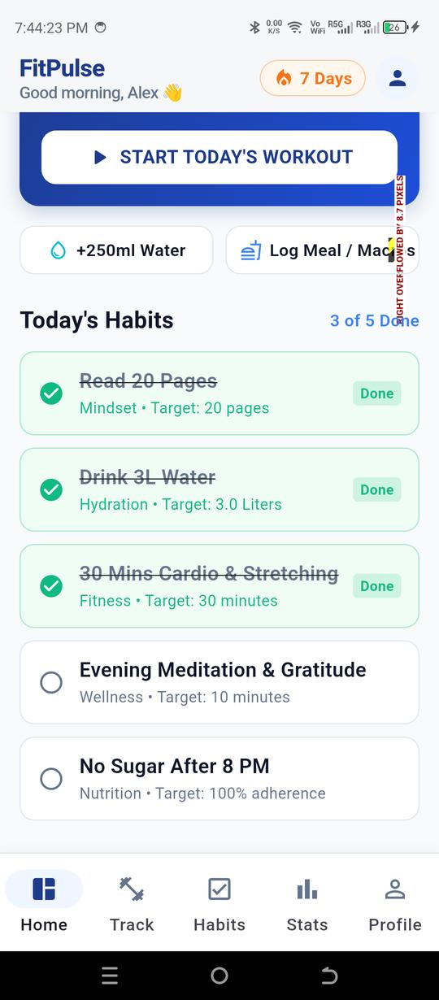 7:44:23 PM
0.00 K/S
Vo WiFi
R5G
R3G
26
FitPulse
Good morning, Alex 👋
7 Days
START TODAY'S WORKOUT
+250ml Water
Log Meal / Macros
RIGHT OVERFLOWED BY 8.7 PIXELS
Today's Habits
3 of 5 Done
Read 20 Pages
Mindset • Target: 20 pages
Done
Drink 3L Water
Hydration • Target: 3.0 Liters
Done
30 Mins Cardio & Stretching
Fitness • Target: 30 minutes
Done
Evening Meditation & Gratitude
Wellness • Target: 10 minutes
No Sugar After 8 PM
Nutrition • Target: 100% adherence
Home
Track
Habits
Stats
Profile